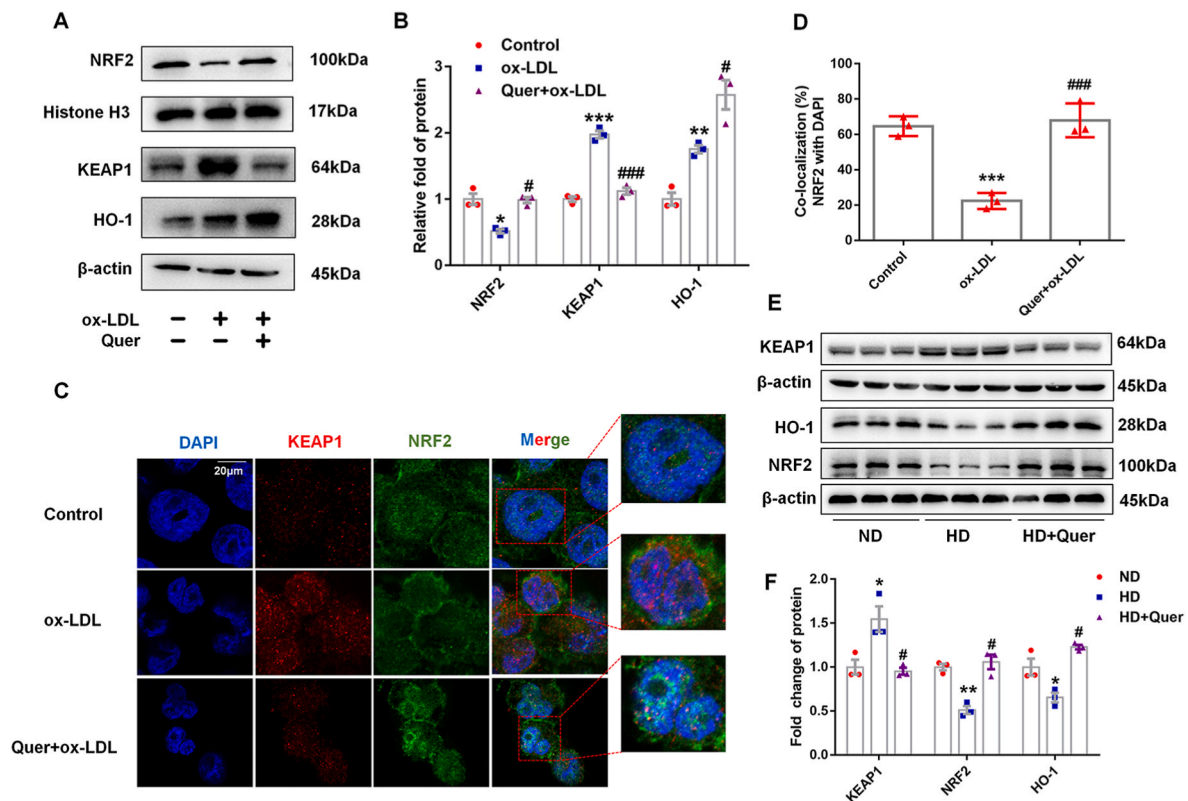 A
NRF2 100kDa
Histone H3 17kDa
KEAP1 64kDa
HO-1 28kDa
β-actin 45kDa
ox-LDL − + +
Quer − − +
B
Control
ox-LDL
Quer+ox-LDL
Relative fold of protein
3
2
1
0
* # *** ### ** #
NRF2 KEAP1 HO-1
C
DAPI KEAP1 NRF2 Merge
20μm
Control
ox-LDL
Quer+ox-LDL
D
Co-localization (%)
NRF2 with DAPI
100
80
60
40
20
0
*** ###
Control ox-LDL Quer+ox-LDL
E
KEAP1 64kDa
β-actin 45kDa
HO-1 28kDa
NRF2 100kDa
β-actin 45kDa
ND HD HD+Quer
F
Fold change of protein
2.0
1.5
1.0
0.5
0.0
* # ** # * #
KEAP1 NRF2 HO-1
ND
HD
HD+Quer